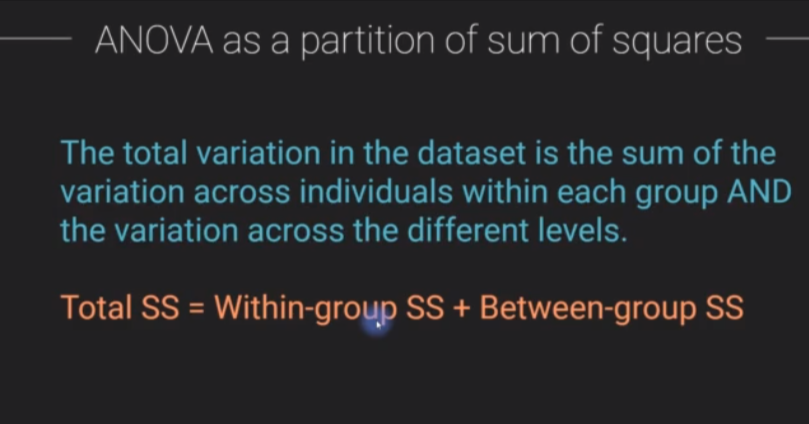 ANOVA as a partition of sum of squares
The total variation in the dataset is the sum of the
variation across individuals within each group AND
the variation across the different levels.
Total SS = Within-group SS + Between-group SS